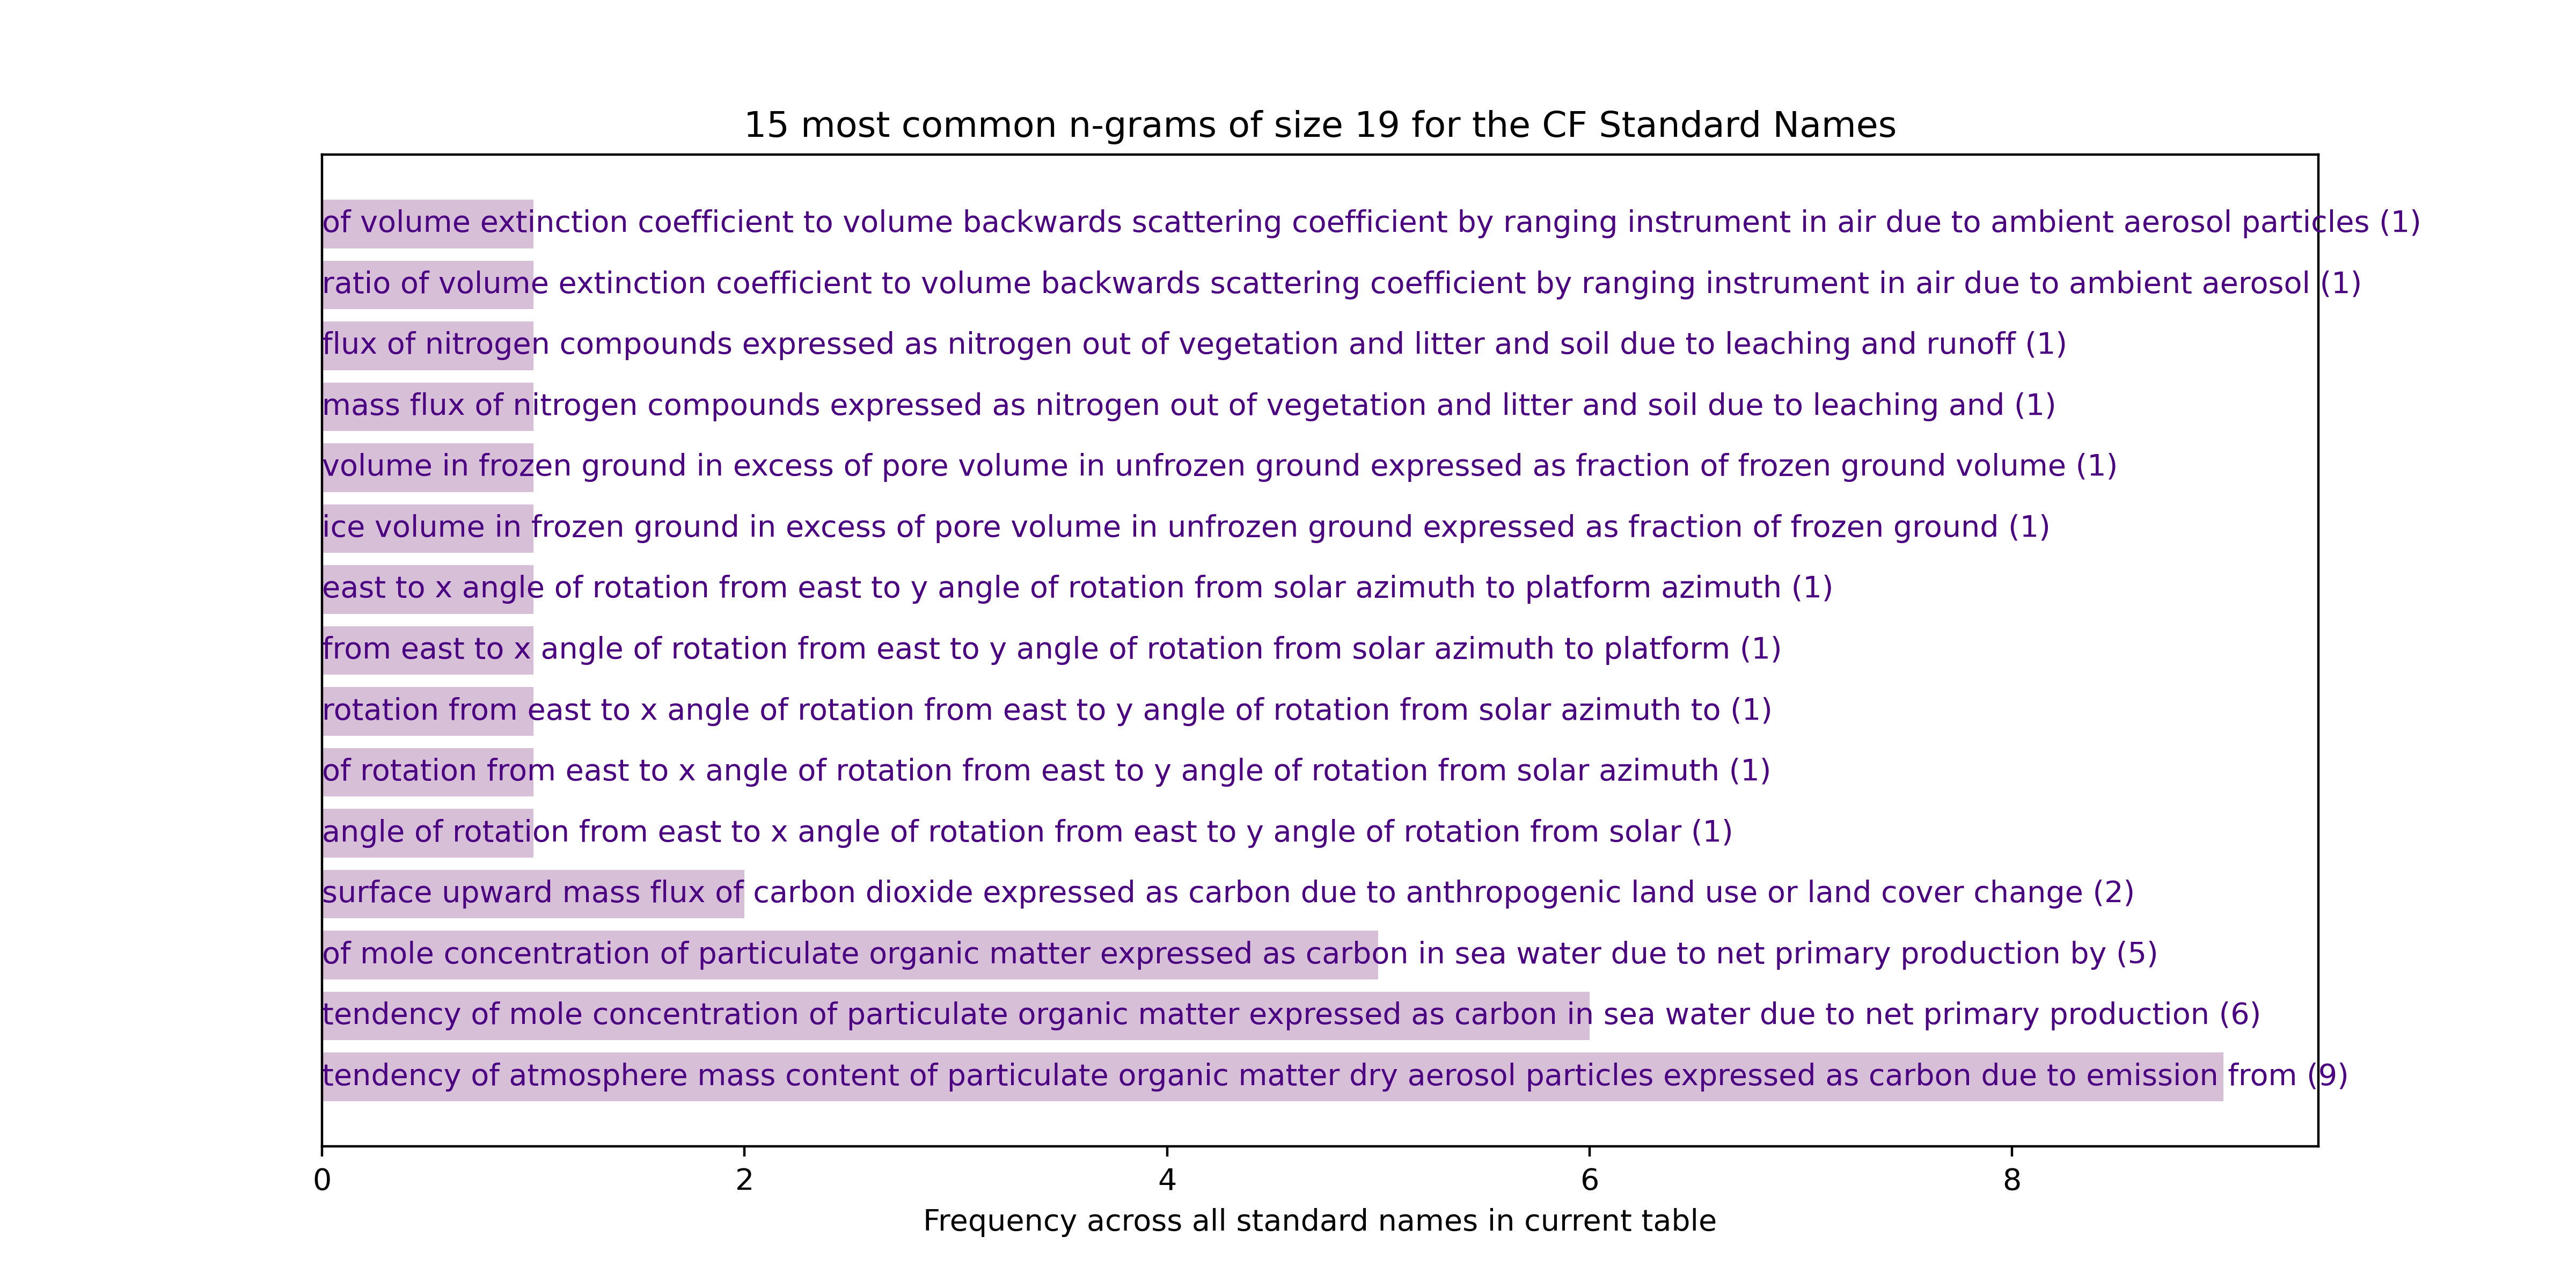 15 most common n-grams of size 19 for the CF Standard Names
of volume extinction coefficient to volume backwards scattering coefficient by ranging instrument in air due to ambient aerosol particles (1)
ratio of volume extinction coefficient to volume backwards scattering coefficient by ranging instrument in air due to ambient aerosol (1)
flux of nitrogen compounds expressed as nitrogen out of vegetation and litter and soil due to leaching and runoff (1)
mass flux of nitrogen compounds expressed as nitrogen out of vegetation and litter and soil due to leaching and (1)
volume in frozen ground in excess of pore volume in unfrozen ground expressed as fraction of frozen ground volume (1)
ice volume in frozen ground in excess of pore volume in unfrozen ground expressed as fraction of frozen ground (1)
east to x angle of rotation from east to y angle of rotation from solar azimuth to platform azimuth (1)
from east to x angle of rotation from east to y angle of rotation from solar azimuth to platform (1)
rotation from east to x angle of rotation from east to y angle of rotation from solar azimuth to (1)
of rotation from east to x angle of rotation from east to y angle of rotation from solar azimuth (1)
angle of rotation from east to x angle of rotation from east to y angle of rotation from solar (1)
surface upward mass flux of carbon dioxide expressed as carbon due to anthropogenic land use or land cover change (2)
of mole concentration of particulate organic matter expressed as carbon in sea water due to net primary production by (5)
tendency of mole concentration of particulate organic matter expressed as carbon in sea water due to net primary production (6)
tendency of atmosphere mass content of particulate organic matter dry aerosol particles expressed as carbon due to emission from (9)
0 2 4 6 8
Frequency across all standard names in current table